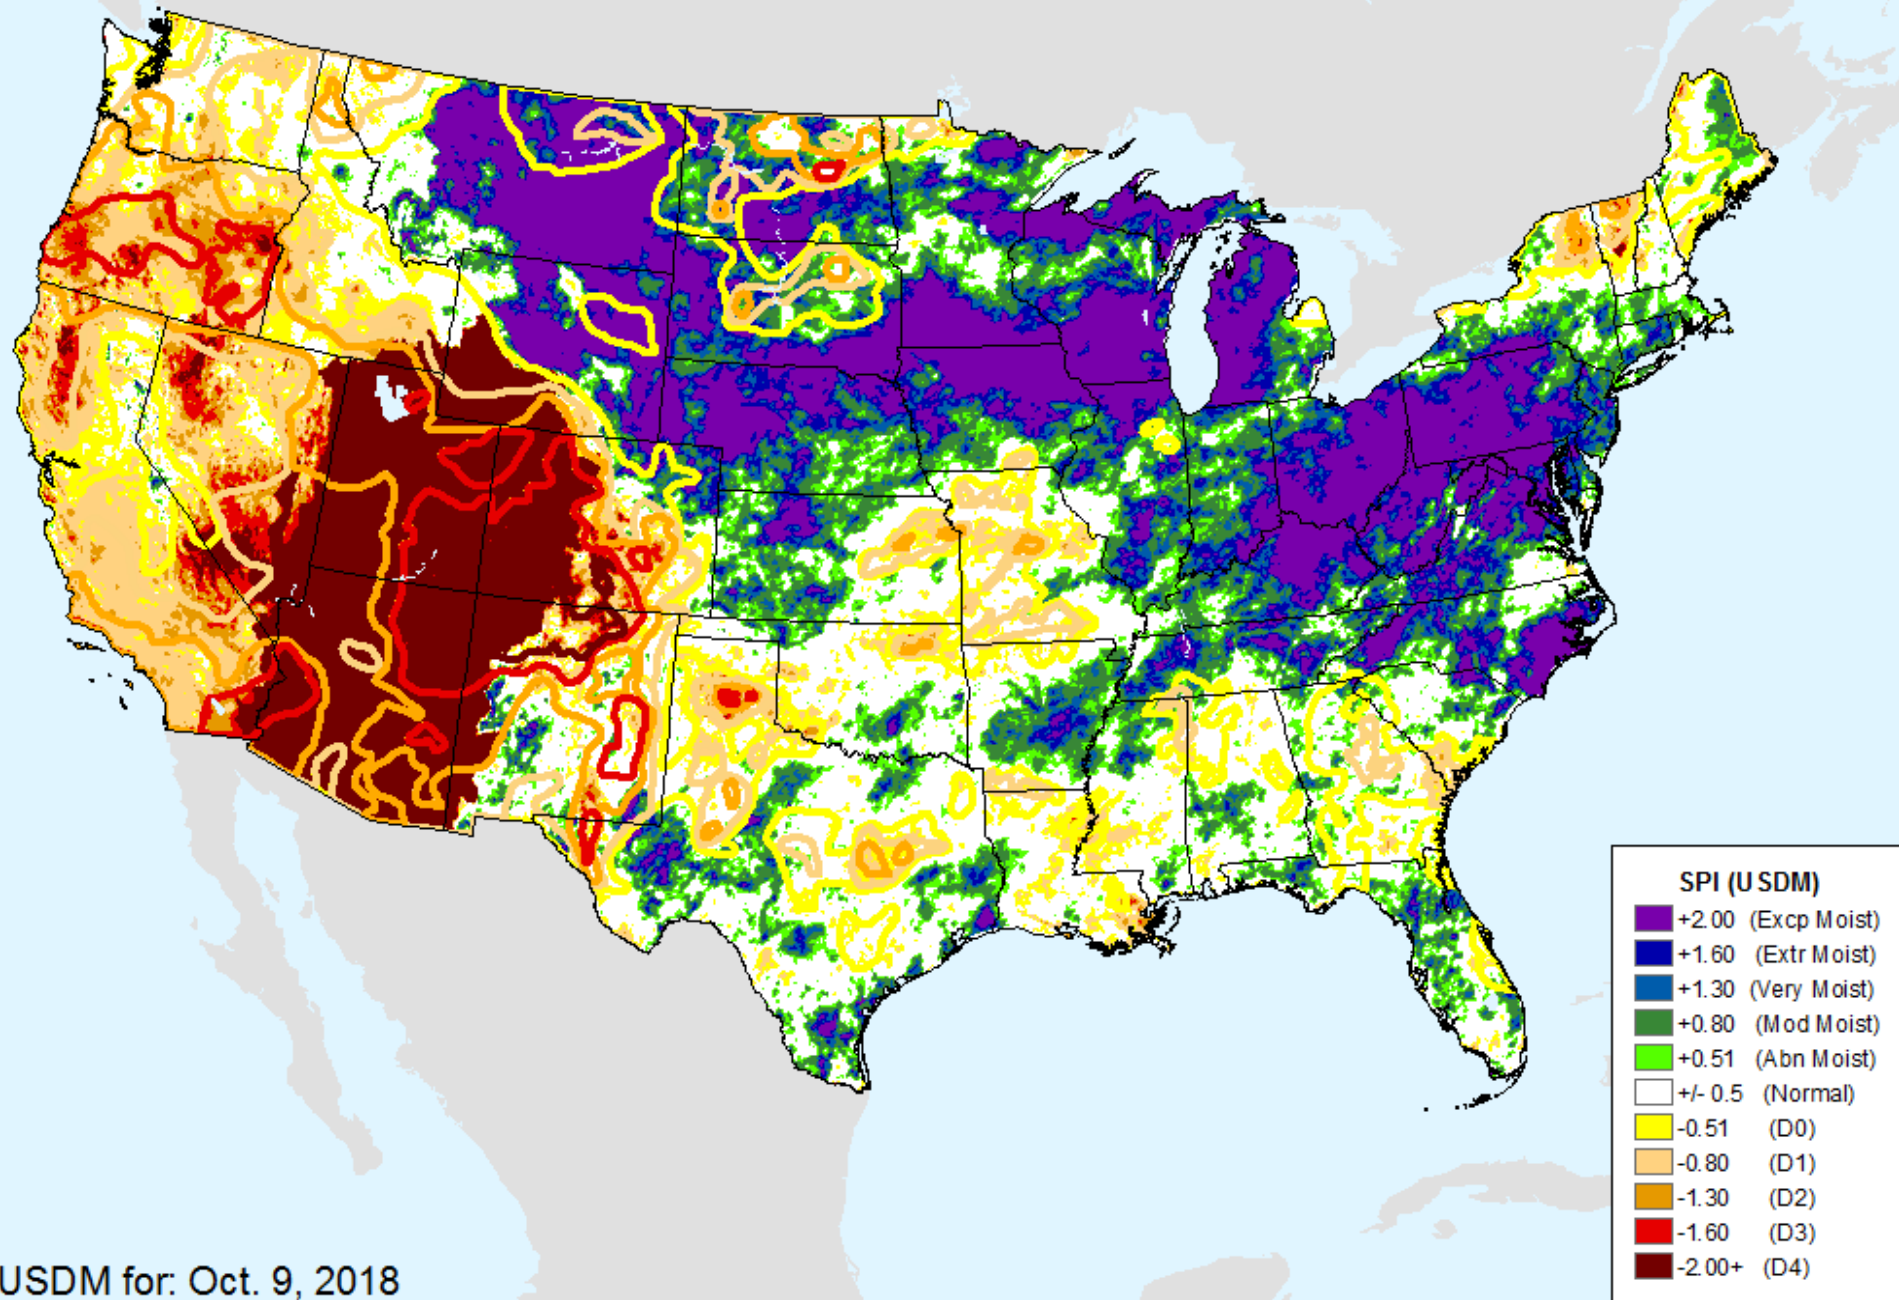 SPI (USDM)
+2.00 (Excp Moist)
+1.60 (Extr Moist)
+1.30 (Very Moist)
+0.80 (Mod Moist)
+0.51 (Abn Moist)
+/- 0.5 (Normal)
-0.51 (D0)
-0.80 (D1)
-1.30 (D2)
-1.60 (D3)
-2.00+ (D4)
USDM for: Oct. 9, 2018